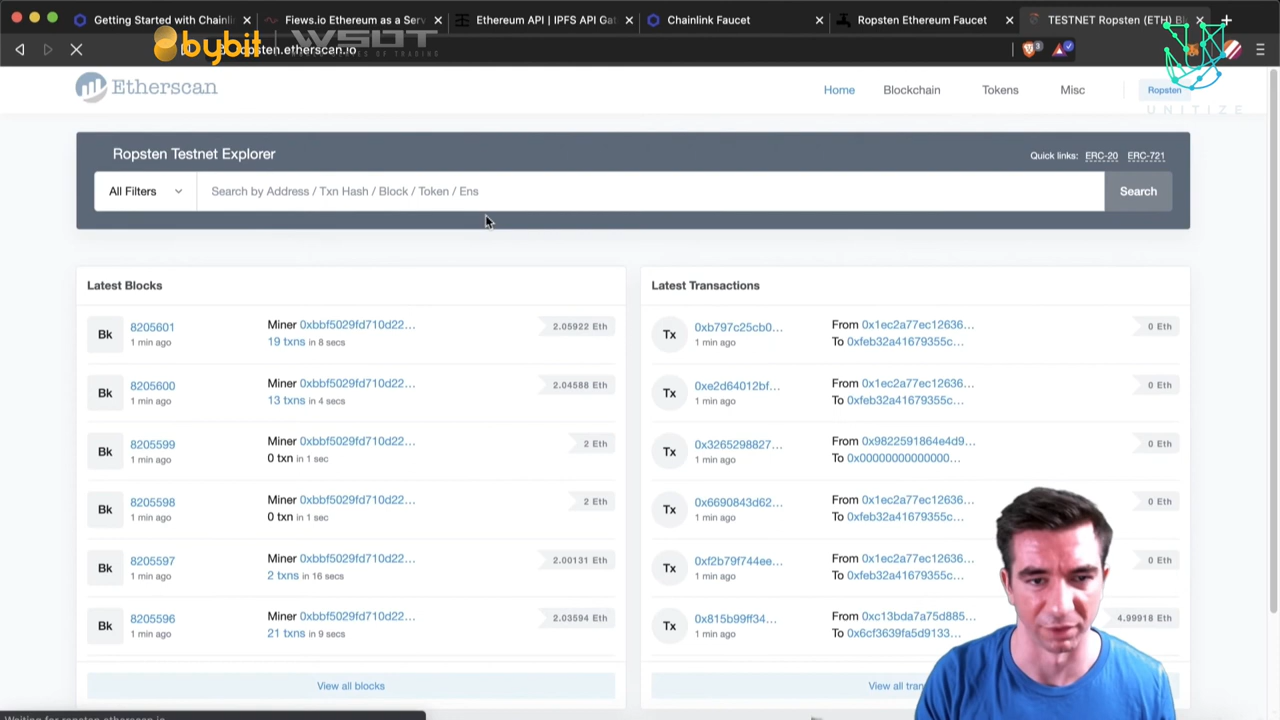 Getting Started with Chainli
Fiews.io Ethereum as a Serv
Ethereum API | IPFS API Gat
Chainlink Faucet
Ropsten Ethereum Faucet
TESTNET Ropsten (ETH) Bl
bybit
WSOT
ropsten.etherscan.io
UNITIZE
Etherscan
Home
Blockchain
Tokens
Misc
Ropsten
Ropsten Testnet Explorer
Quick links: ERC-20 ERC-721
All Filters
Search by Address / Txn Hash / Block / Token / Ens
Search
Latest Blocks
Bk
8205601
1 min ago
Miner 0xbbf5029fd710d22...
19 txns in 8 secs
2.05922 Eth
Bk
8205600
1 min ago
Miner 0xbbf5029fd710d22...
13 txns in 4 secs
2.04588 Eth
Bk
8205599
1 min ago
Miner 0xbbf5029fd710d22...
0 txn in 1 sec
2 Eth
Bk
8205598
1 min ago
Miner 0xbbf5029fd710d22...
0 txn in 1 sec
2 Eth
Bk
8205597
1 min ago
Miner 0xbbf5029fd710d22...
2 txns in 16 secs
2.00131 Eth
Bk
8205596
1 min ago
Miner 0xbbf5029fd710d22...
21 txns in 9 secs
2.03594 Eth
View all blocks
Latest Transactions
Tx
0xb797c25cb0...
1 min ago
From 0x1ec2a77ec12636...
To 0xfeb32a41679355c...
0 Eth
Tx
0xe2d64012bf...
1 min ago
From 0x1ec2a77ec12636...
To 0xfeb32a41679355c...
0 Eth
Tx
0x3265298827...
1 min ago
From 0x9822591864e4d9...
To 0x00000000000000...
0 Eth
Tx
0x6690843d62...
1 min ago
From 0x1ec2a77ec12636...
To 0xfeb32a41679355c...
0 Eth
Tx
0xf2b79f744ee...
1 min ago
From 0x1ec2a77ec12636...
To 0xfeb32a41679355c...
0 Eth
Tx
0x815b99ff34...
1 min ago
From 0xc13bda7a75d885...
To 0x6cf3639fa5d9133...
4.99918 Eth
View all tran